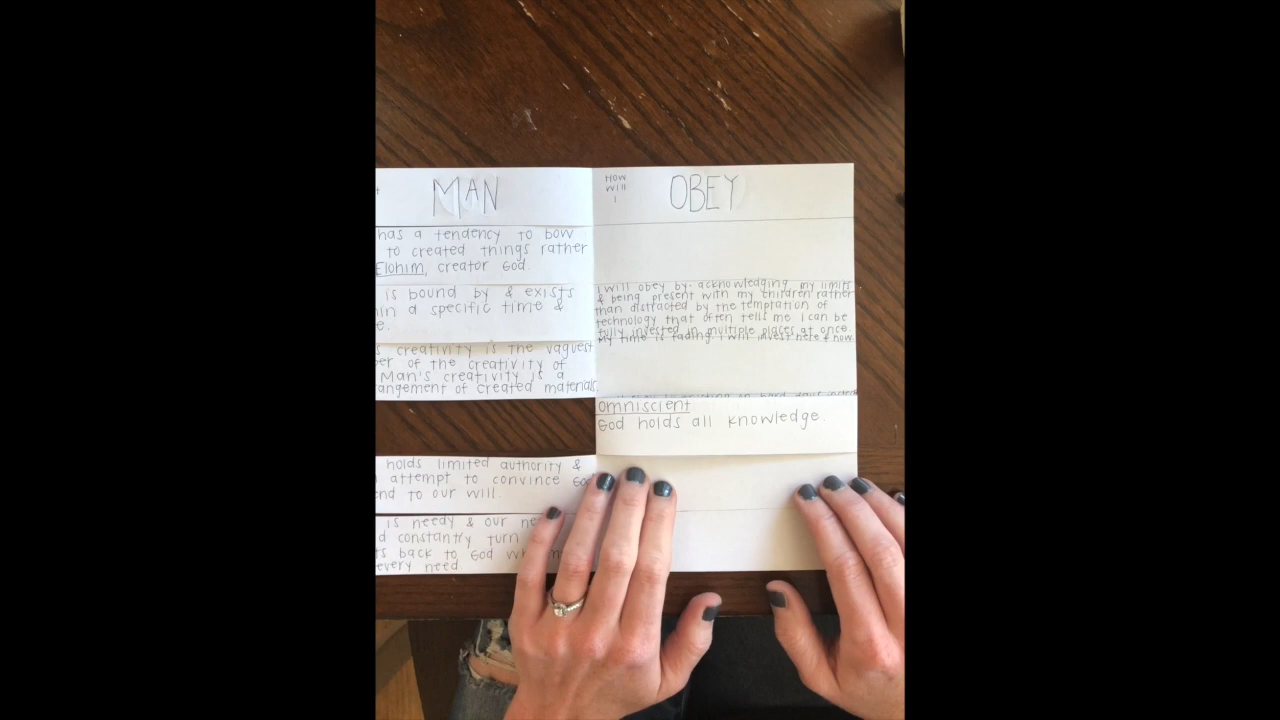 MAN
has a tendency to bow
to created things rather
Elohim, creator God.
is bound by & exists
in a specific time &
s creativity is the vaguest
of the creativity of
Man's creativity is a
angement of created materials.
holds limited authority &
attempt to convince God
to our will.
is needy & our
constantly turn
back to God
every need.
How
will
I
OBEY
I will obey by: acknowledging my limits
& being present with my children rather
than distracted by the temptation of
technology that often tells me I can be
fully invested in multiple places at once.
My time is fading. I will invest here & now.
omniscient
God holds all knowledge.